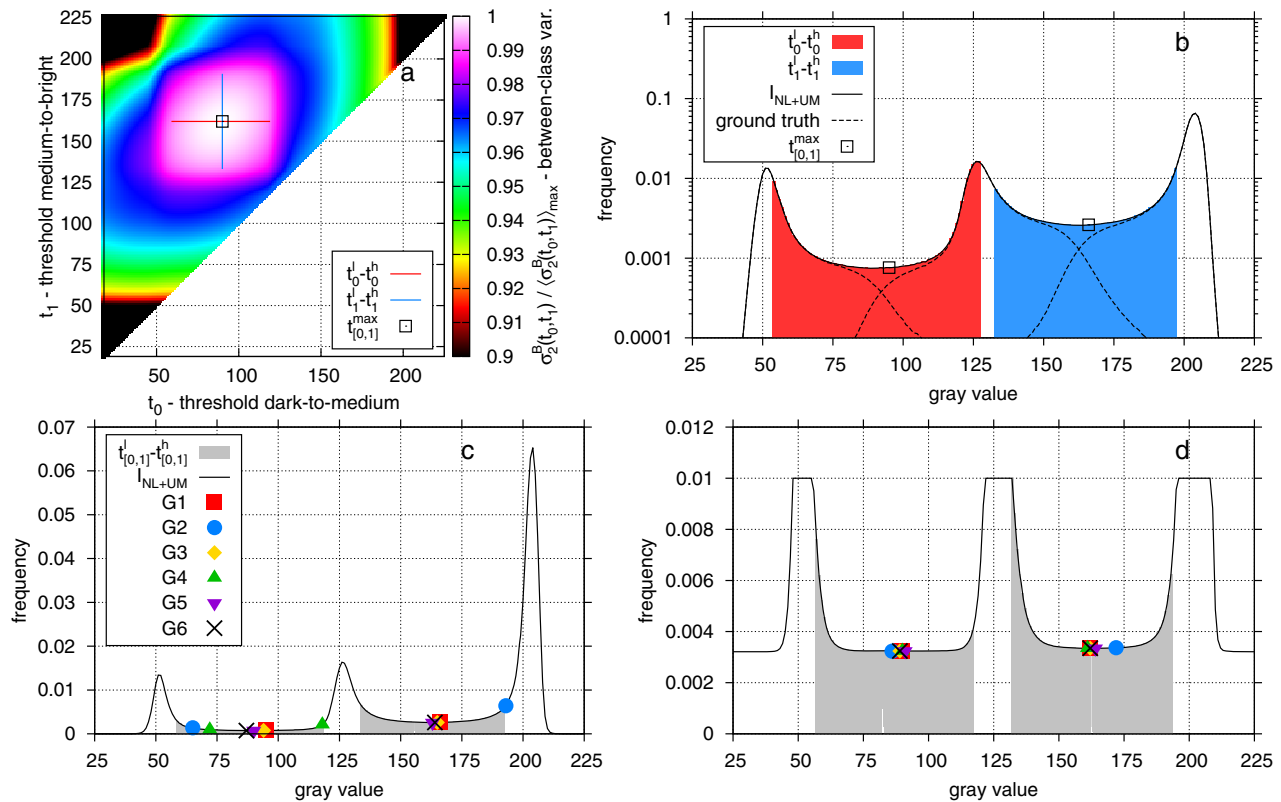 a
t₁ - threshold medium-to-bright
225
200
175
150
125
100
75
50
25
50
100
150
200
t₀ - threshold dark-to-medium
t₀ˡ-t₀ʰ
t₁ˡ-t₁ʰ
t[0,1]ᵐᵃˣ
1
0.99
0.98
0.97
0.96
0.95
0.94
0.93
0.92
0.91
0.9
σ₂ᴮ(t₀,t₁) / ⟨σ₂ᴮ(t₀,t₁)⟩max - between-class var.
b
frequency
1
0.1
0.01
0.001
0.0001
t₀ˡ-t₀ʰ
t₁ˡ-t₁ʰ
I_NL+UM
ground truth
t[0,1]ᵐᵃˣ
25
50
75
100
125
150
175
200
225
gray value
c
frequency
0.07
0.06
0.05
0.04
0.03
0.02
0.01
0
t[0,1]ˡ-t[0,1]ʰ
I_NL+UM
G1
G2
G3
G4
G5
G6
25
50
75
100
125
150
175
200
225
gray value
d
frequency
0.012
0.01
0.008
0.006
0.004
0.002
0
25
50
75
100
125
150
175
200
225
gray value